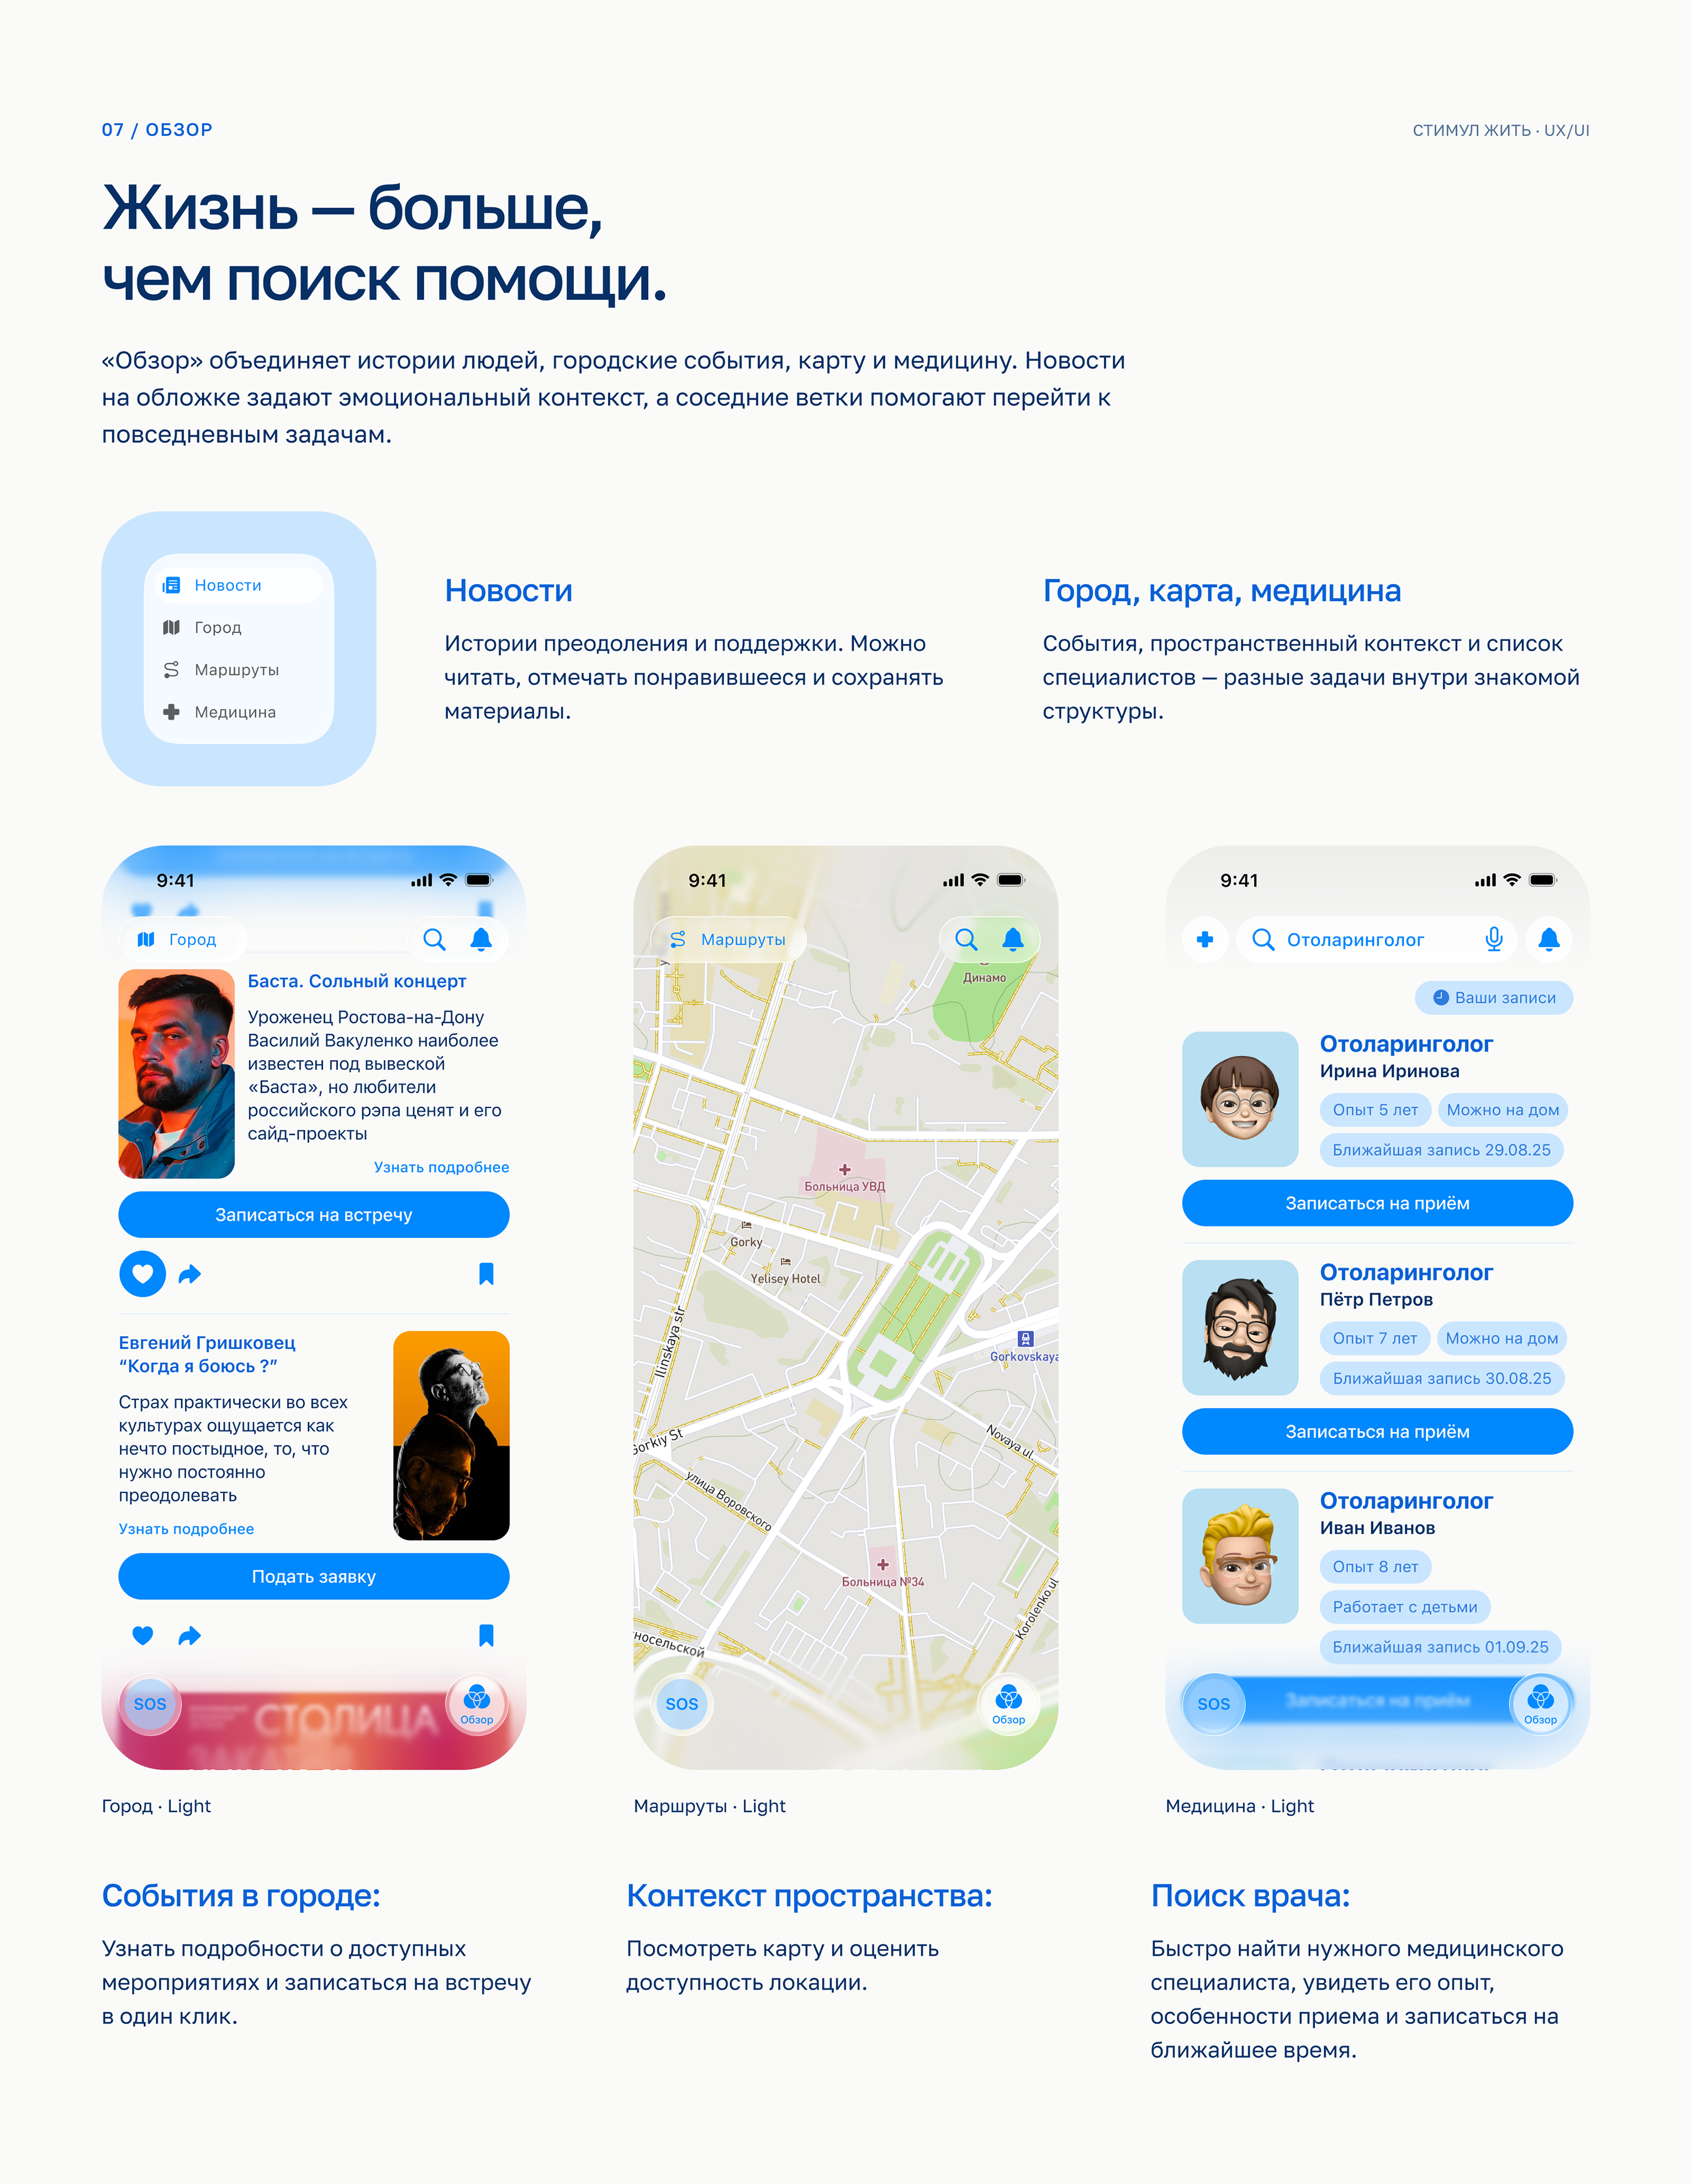 07 / ОБЗОР
СТИМУЛ ЖИТЬ · UX/UI
Жизнь — больше,
чем поиск помощи.
«Обзор» объединяет истории людей, городские события, карту и медицину. Новости
на обложке задают эмоциональный контекст, а соседние ветки помогают перейти к
повседневным задачам.
Новости
Город
Маршруты
Медицина
Новости
Истории преодоления и поддержки. Можно
читать, отмечать понравившееся и сохранять
материалы.
Город, карта, медицина
События, пространственный контекст и список
специалистов — разные задачи внутри знакомой
структуры.
9:41
Город
Баста. Сольный концерт
Уроженец Ростова-на-Дону
Василий Вакуленко наиболее
известен под вывеской
«Баста», но любители
российского рэпа ценят и его
сайд-проекты
Узнать подробнее
Записаться на встречу
Евгений Гришковец
“Когда я боюсь ?”
Страх практически во всех
культурах ощущается как
нечто постыдное, то, что
нужно постоянно
преодолевать
Узнать подробнее
Подать заявку
СТОЛИЦА
SOS
Обзор
Город · Light
9:41
Маршруты
Динамо
Больница УВД
Gorky
Yelisey Hotel
Ilinskaya str
Gorkovskaya
Gorkiy St
Novaya ul.
улица Воровского
Больница №34
Korolenko ul
носельской
SOS
Обзор
Маршруты · Light
9:41
Отоларинголог
Ваши записи
Отоларинголог
Ирина Иринова
Опыт 5 лет
Можно на дом
Ближайшая запись 29.08.25
Записаться на приём
Отоларинголог
Пётр Петров
Опыт 7 лет
Можно на дом
Ближайшая запись 30.08.25
Записаться на приём
Отоларинголог
Иван Иванов
Опыт 8 лет
Работает с детьми
Ближайшая запись 01.09.25
Записаться на приём
SOS
Обзор
Медицина · Light
События в городе:
Узнать подробности о доступных
мероприятиях и записаться на встречу
в один клик.
Контекст пространства:
Посмотреть карту и оценить
доступность локации.
Поиск врача:
Быстро найти нужного медицинского
специалиста, увидеть его опыт,
особенности приема и записаться на
ближайшее время.